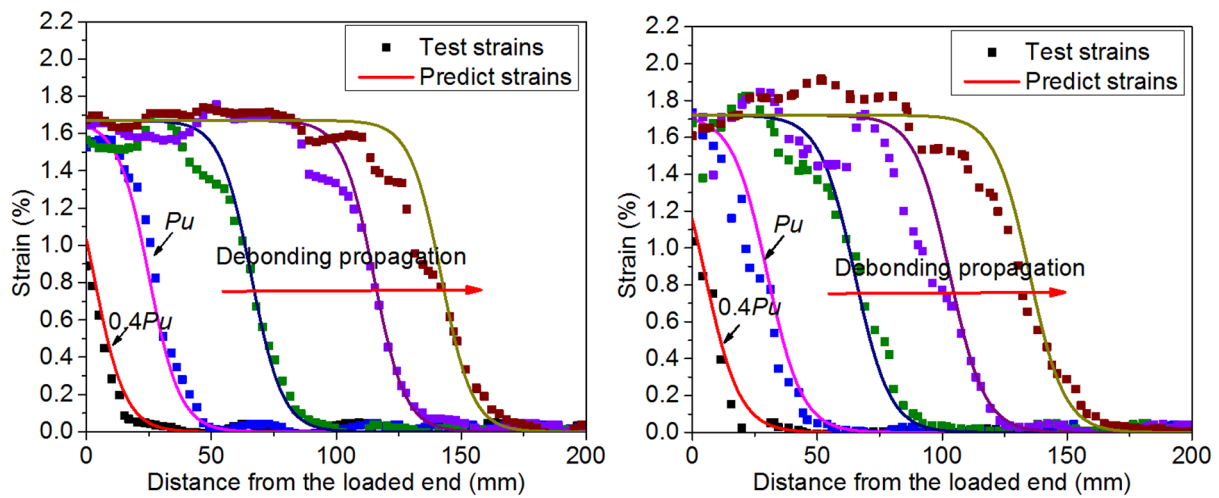 2.2
2.0
1.8
1.6
1.4
1.2
1.0
0.8
0.6
0.4
0.2
0.0
Strain (%)
Test strains
Predict strains
Pu
Debonding propagation
0.4Pu
0 50 100 150 200
Distance from the loaded end (mm)
2.2
2.0
1.8
1.6
1.4
1.2
1.0
0.8
0.6
0.4
0.2
0.0
Strain (%)
Test strains
Predict strains
Pu
Debonding propagation
0.4Pu
0 50 100 150 200
Distance from the loaded end (mm)